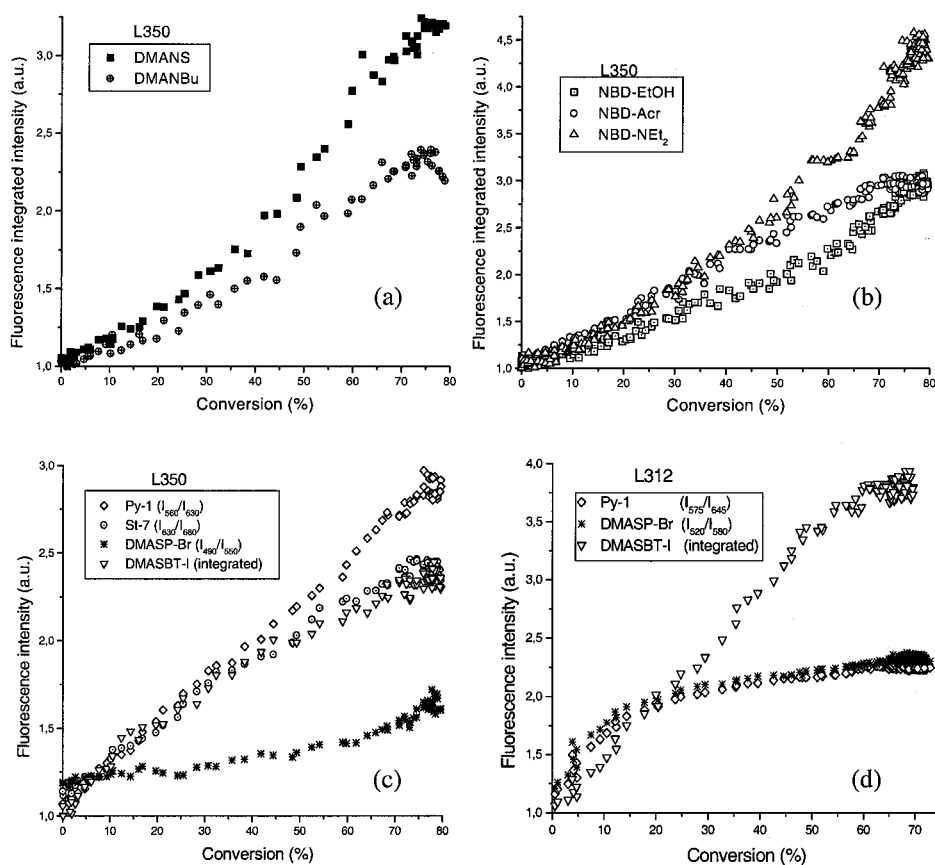 L350
DMANS
DMANBu
Fluorescence integrated intensity (a.u.)
3,0
2,5
2,0
1,5
1,0
(a)
0 10 20 30 40 50 60 70 80
Conversion (%)
L350
NBD-EtOH
NBD-Acr
NBD-NEt₂
Fluorescence integrated intensity (a.u.)
4,5
4,0
3,5
3,0
2,5
2,0
1,5
1,0
(b)
0 10 20 30 40 50 60 70 80
Conversion (%)
L350
Py-1 (I₅₆₀/I₆₃₀)
St-7 (I₆₃₀/I₆₈₀)
DMASP-Br (I₄₉₀/I₅₅₀)
DMASBT-I (integrated)
Fluorescence intensity (a.u.)
3,0
2,5
2,0
1,5
1,0
(c)
0 10 20 30 40 50 60 70 80
Conversion (%)
L312
Py-1 (I₅₇₅/I₆₄₅)
DMASP-Br (I₅₂₀/I₅₈₀)
DMASBT-I (integrated)
Fluorescence intensity (a.u.)
4,0
3,5
3,0
2,5
2,0
1,5
1,0
(d)
0 10 20 30 40 50 60 70
Conversion (%)